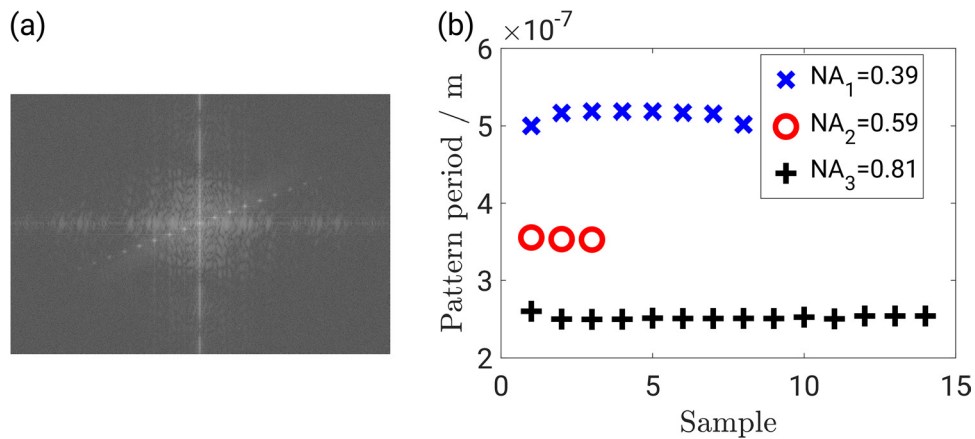 (a)
(b)
×10⁻⁷
6
5
4
3
2
Pattern period / m
0
5
10
15
Sample
NA₁=0.39
NA₂=0.59
NA₃=0.81